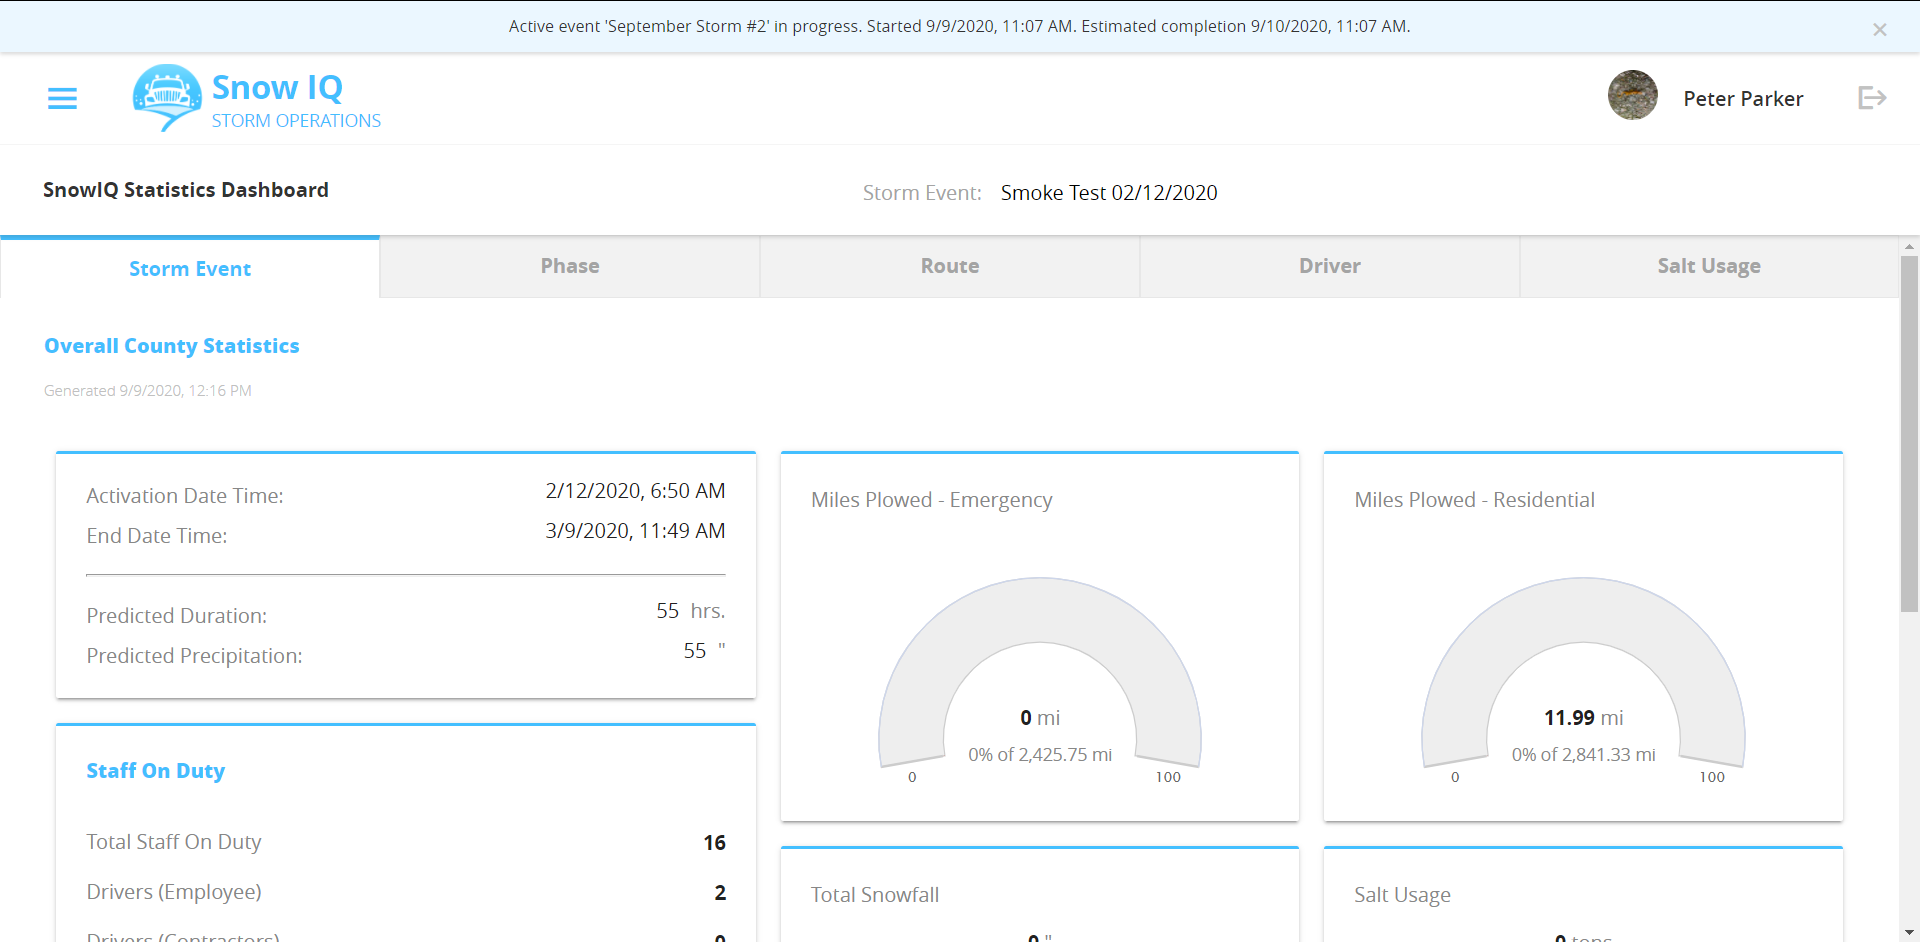 Active event 'September Storm #2' in progress. Started 9/9/2020, 11:07 AM. Estimated completion 9/10/2020, 11:07 AM.
Snow IQ
STORM OPERATIONS
Peter Parker
SnowIQ Statistics Dashboard
Storm Event: Smoke Test 02/12/2020
Storm Event
Phase
Route
Driver
Salt Usage
Overall County Statistics
Generated 9/9/2020, 12:16 PM
Activation Date Time: 2/12/2020, 6:50 AM
End Date Time: 3/9/2020, 11:49 AM
Predicted Duration: 55 hrs.
Predicted Precipitation: 55 "
Staff On Duty
Total Staff On Duty 16
Drivers (Employee) 2
Drivers (Contractors) 0
Miles Plowed - Emergency
0 mi
0% of 2,425.75 mi
0 100
Miles Plowed - Residential
11.99 mi
0% of 2,841.33 mi
0 100
Total Snowfall
0 "
Salt Usage
0 tons